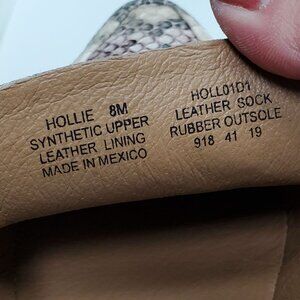 HOLLIE 8M
SYNTHETIC UPPER
LEATHER LINING
MADE IN MEXICO
HOLL01D1
LEATHER SOCK
RUBBER OUTSOLE
918 41 19